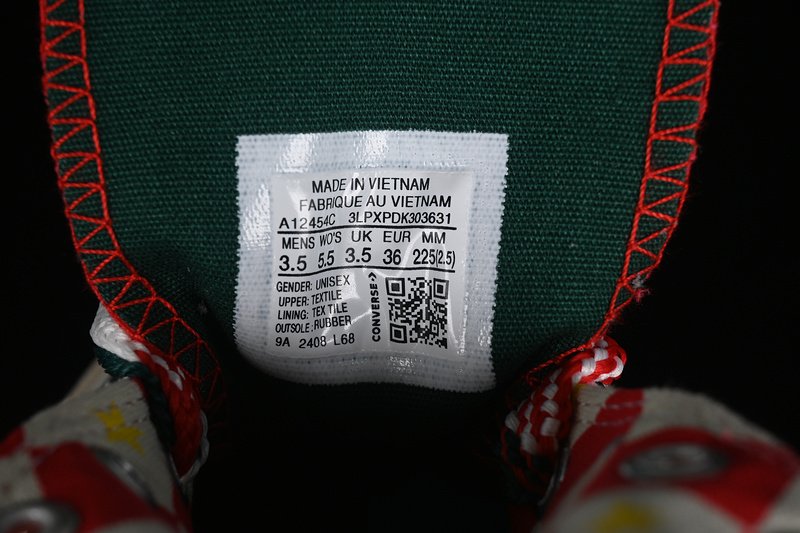 MADE IN VIETNAM
FABRIQUE AU VIETNAM
A12454C 3LPXPDK303631
MENS WO'S UK EUR MM
3.5 5.5 3.5 36 225(2.5)
GENDER: UNISEX
UPPER: TEXTILE
LINING: TEXTILE
OUTSOLE: RUBBER
9A 2408 L68
CONVERSE